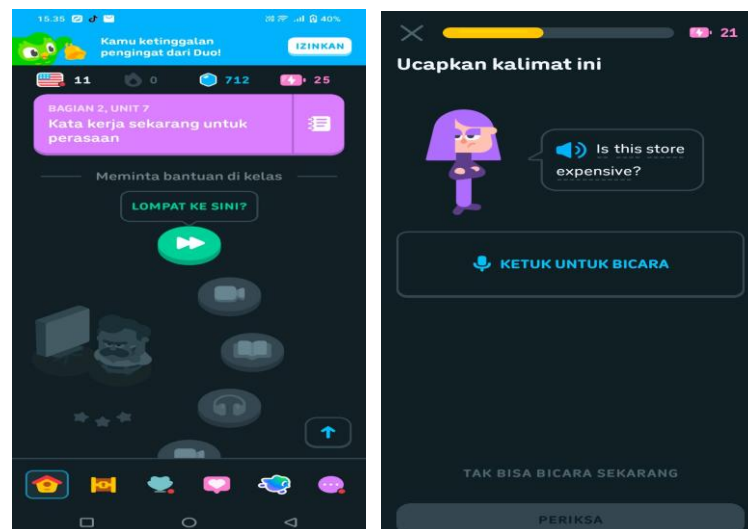 15.35
40%
Kamu ketinggalan
pengingat dari Duo!
IZINKAN
11
0
712
25
BAGIAN 2, UNIT 7
Kata kerja sekarang untuk
perasaan
Meminta bantuan di kelas
LOMPAT KE SINI?
21
Ucapkan kalimat ini
Is this store
expensive?
KETUK UNTUK BICARA
TAK BISA BICARA SEKARANG
PERIKSA